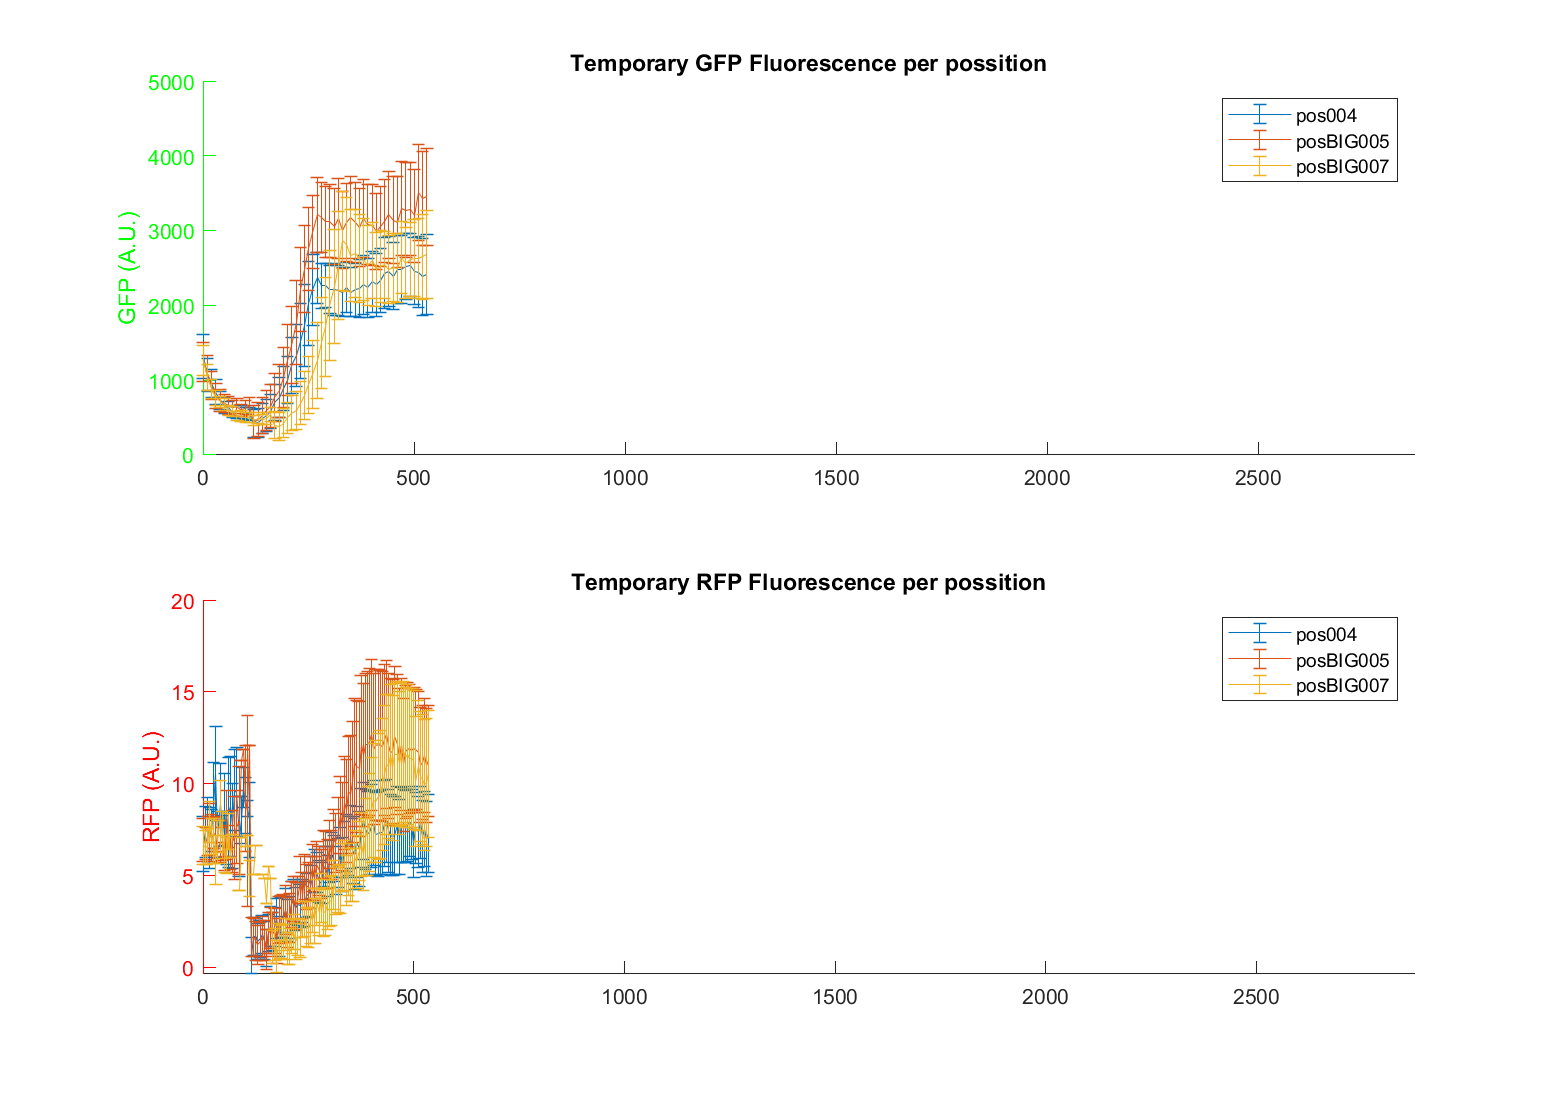 Temporary GFP Fluorescence per possition
5000
4000
3000
2000
1000
0
GFP (A.U.)
0 500 1000 1500 2000 2500
pos004
posBIG005
posBIG007
Temporary RFP Fluorescence per possition
20
15
10
5
0
RFP (A.U.)
0 500 1000 1500 2000 2500
pos004
posBIG005
posBIG007